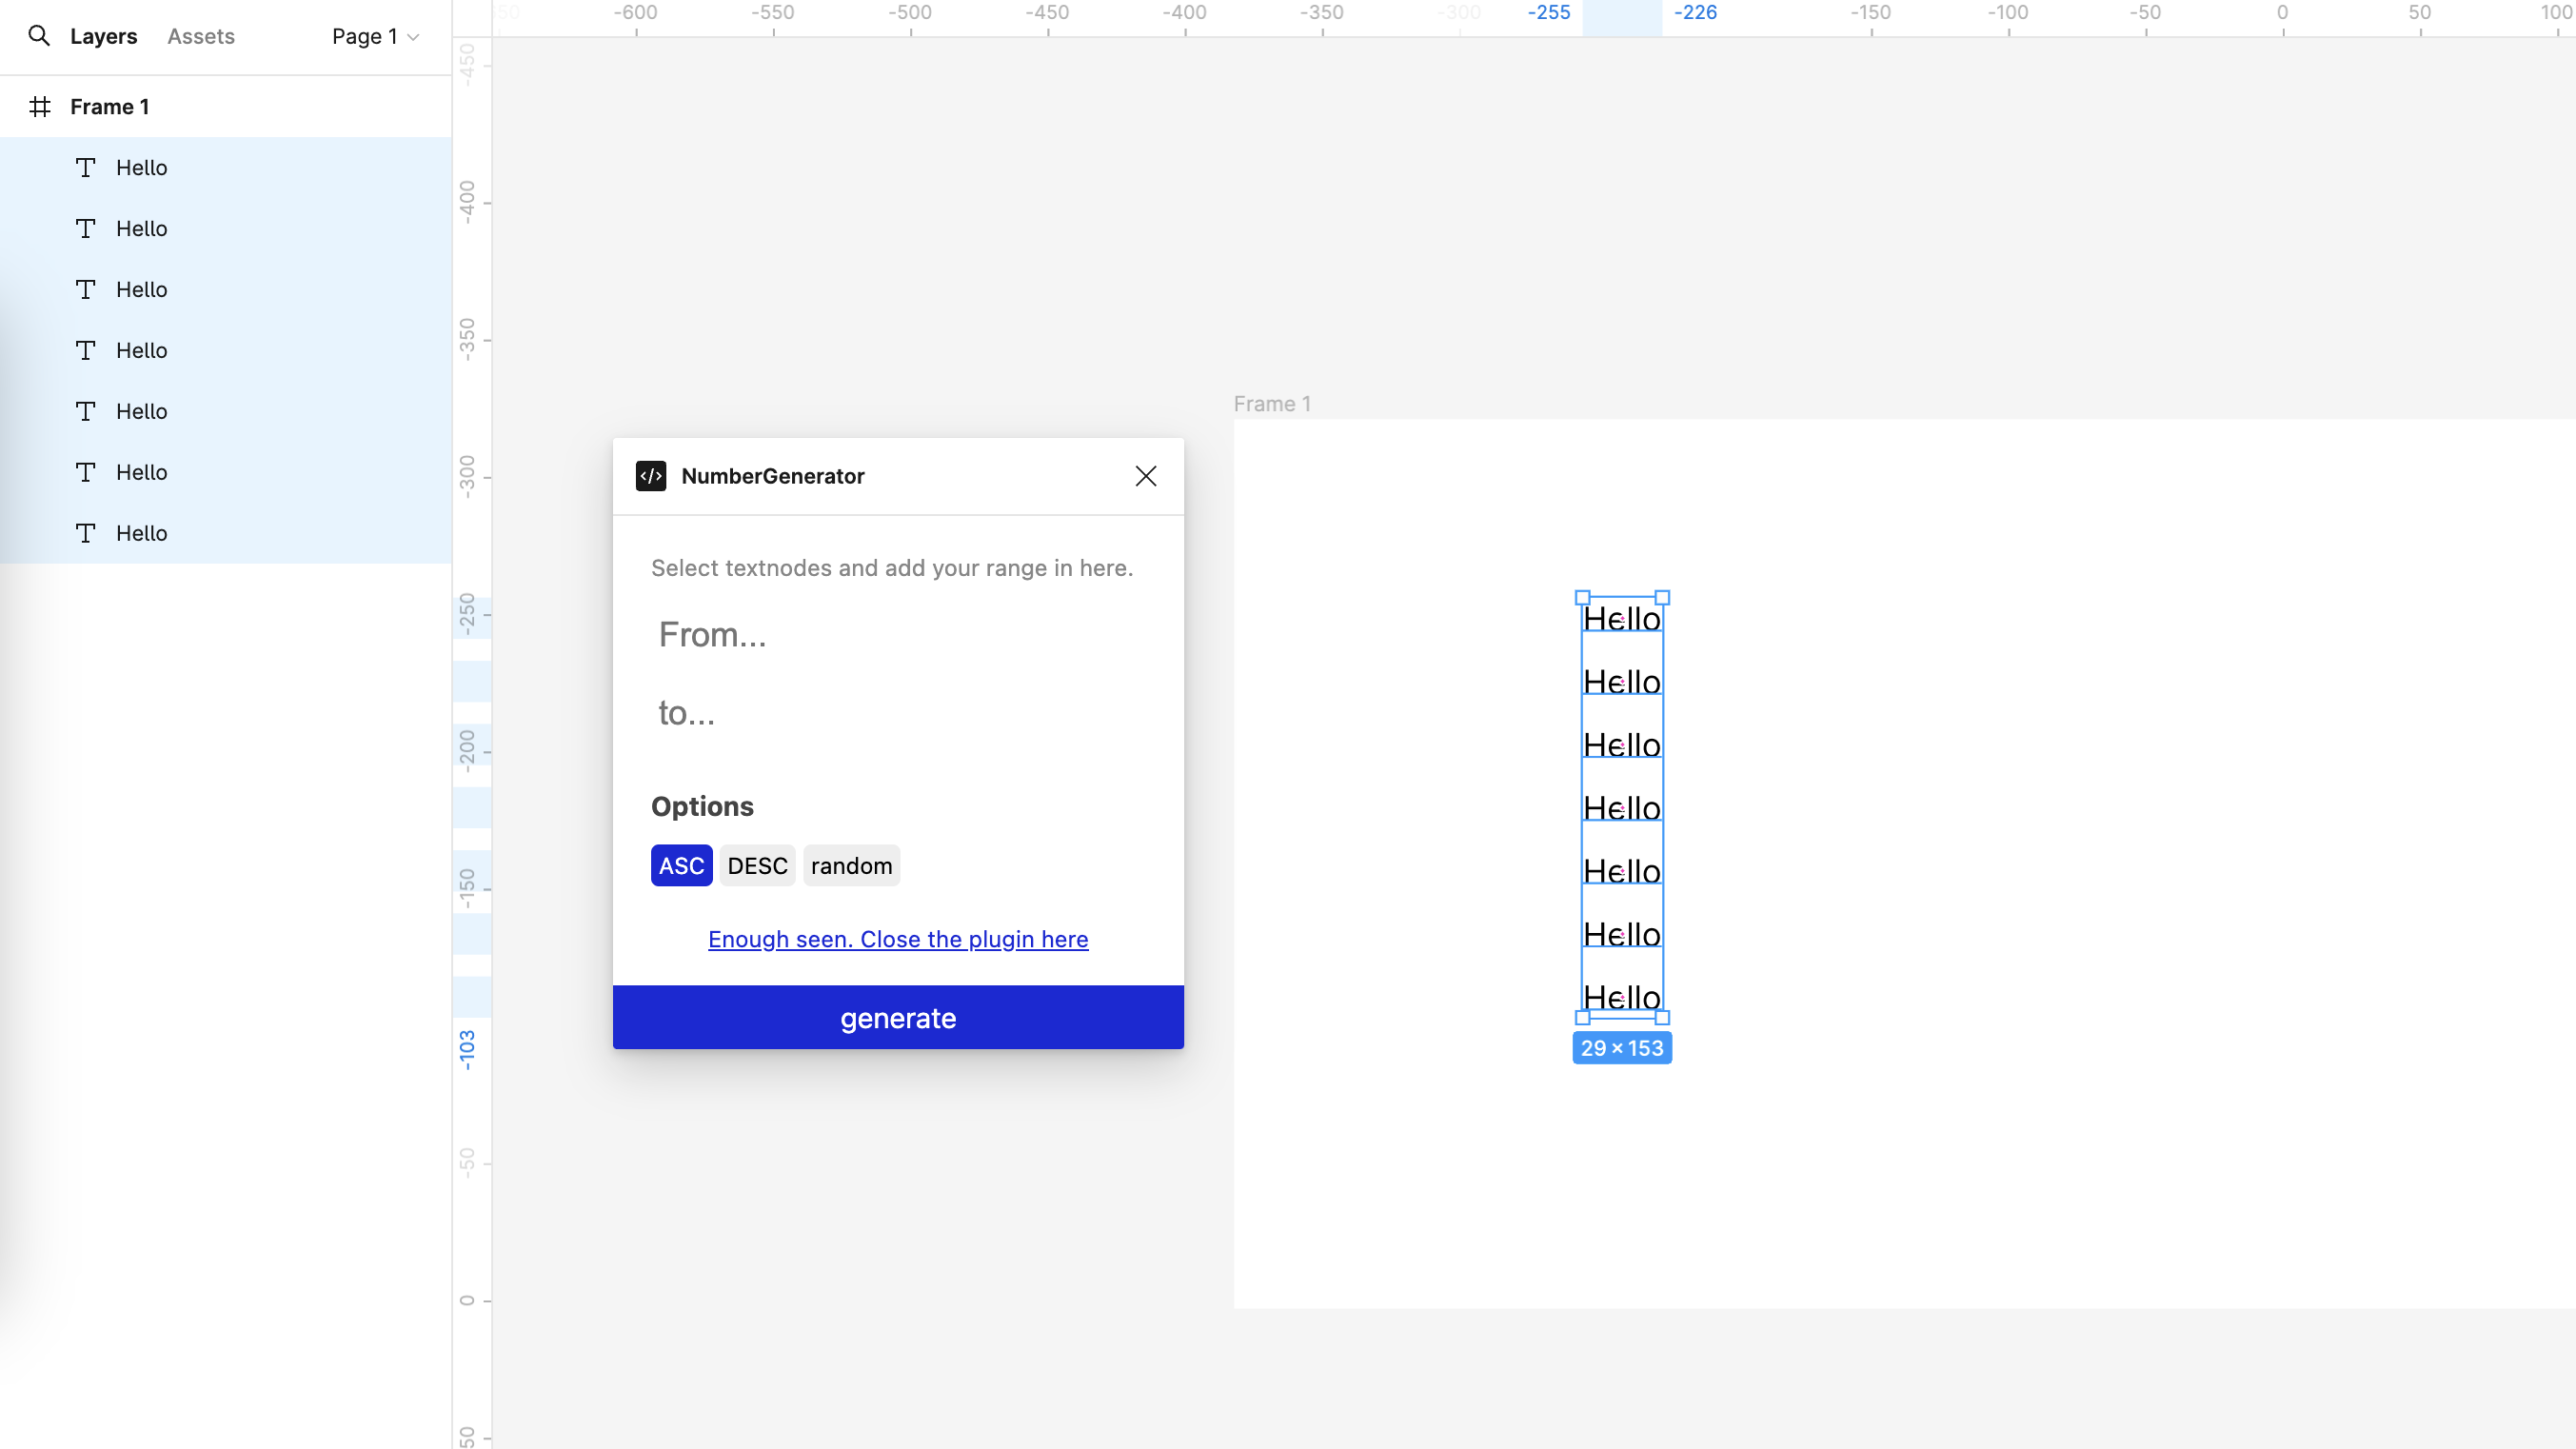 Layers Assets Page 1
Frame 1
Hello
Hello
Hello
Hello
Hello
Hello
Hello
-600 -550 -500 -450 -400 -350 -300 -255 -226 -150 -100 -50 0 50 100
-450
-400
-350
-300
-250
-200
-150
-103
-50
0
50
Frame 1
NumberGenerator
Select textnodes and add your range in here.
From...
to...
Options
ASC DESC random
Enough seen. Close the plugin here
generate
Hello
Hello
Hello
Hello
Hello
Hello
Hello
29 × 153